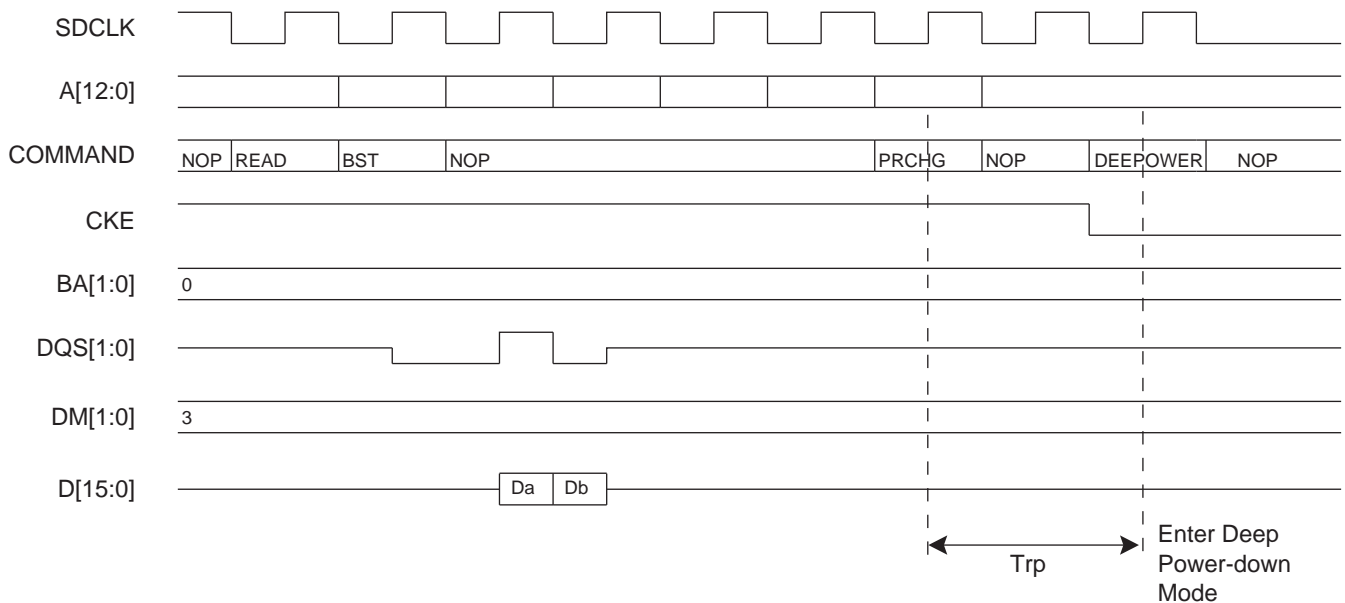 SDCLK
A[12:0]
COMMAND NOP READ BST NOP PRCHG NOP DEEPOWER NOP
CKE
BA[1:0] 0
DQS[1:0]
DM[1:0] 3
D[15:0] Da Db
Trp
Enter Deep
Power-down
Mode